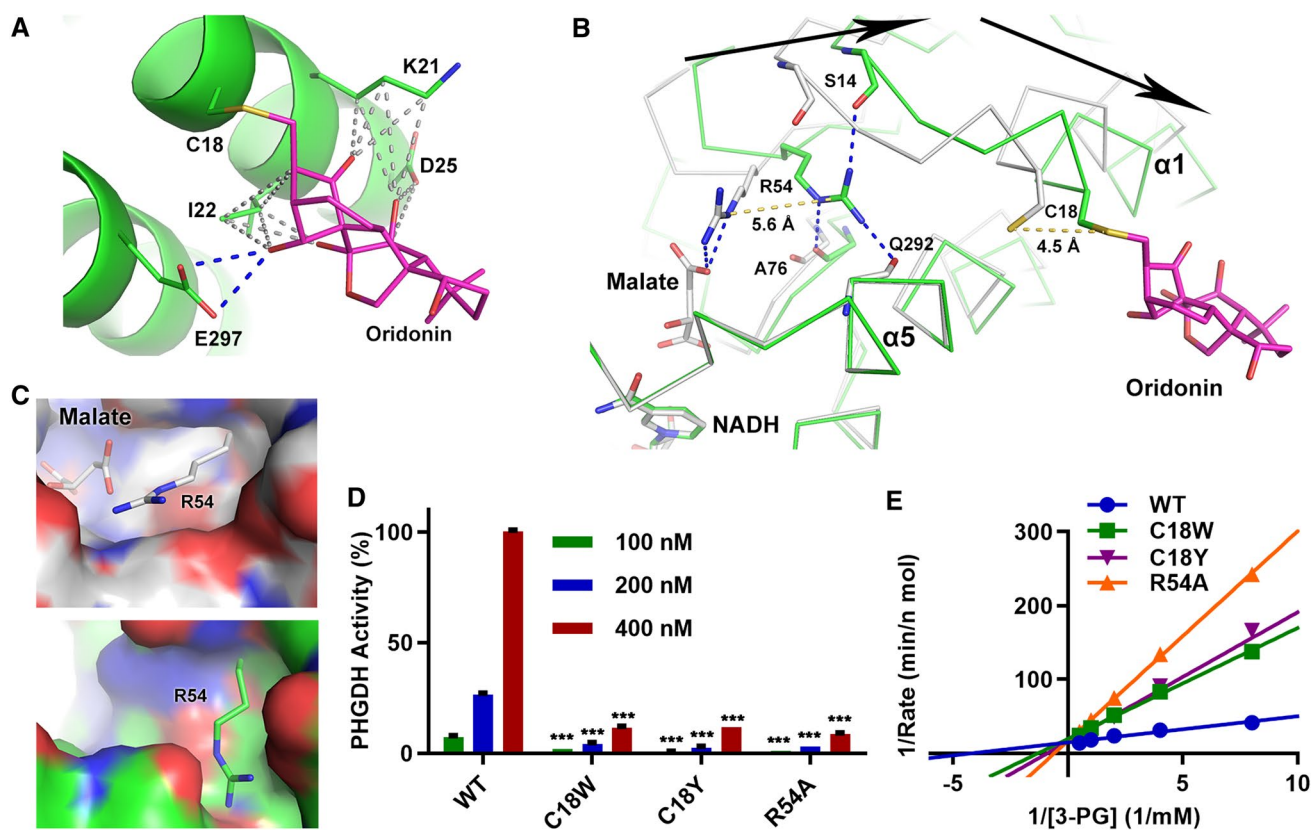 A
K21
C18
D25
I22
E297
Oridonin
B
S14
R54
5.6 Å
α1
C18
4.5 Å
Q292
A76
Malate
α5
Oridonin
NADH
C
Malate
R54
R54
D
PHGDH Activity (%)
100
50
0
100 nM
200 nM
400 nM
*** *** ***
*** *** ***
*** *** ***
WT
C18W
C18Y
R54A
E
WT
C18W
C18Y
R54A
1/Rate (min/n mol)
300
200
100
-5 0 5 10
1/[3-PG] (1/mM)